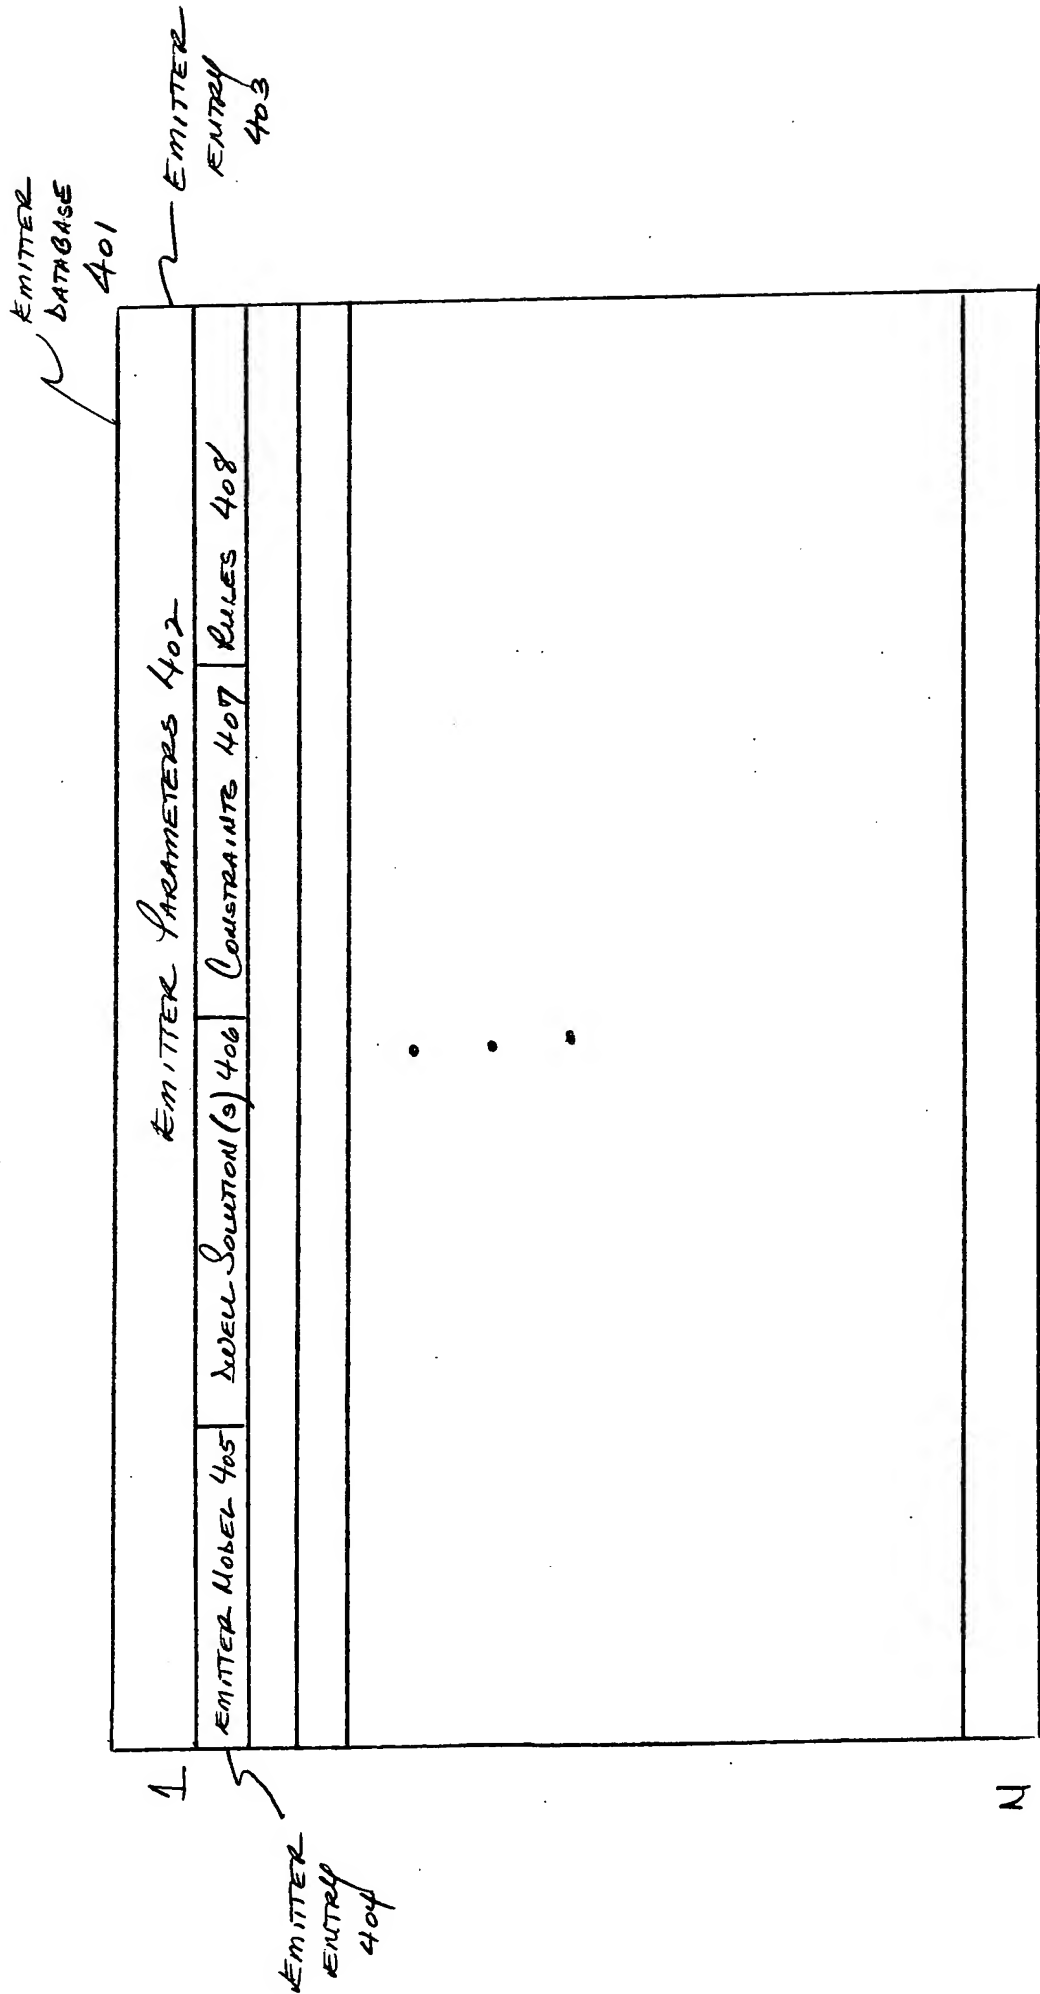 EMITTER
DATABASE
401
EMITTER
ENTRY
403
1
EMITTER PARAMETERS 402
EMITTER
ENTRY
404
EMITTER MODEL 405
DWELL SOLUTION(S) 406
CONSTRAINTS 407
RULES 408
N